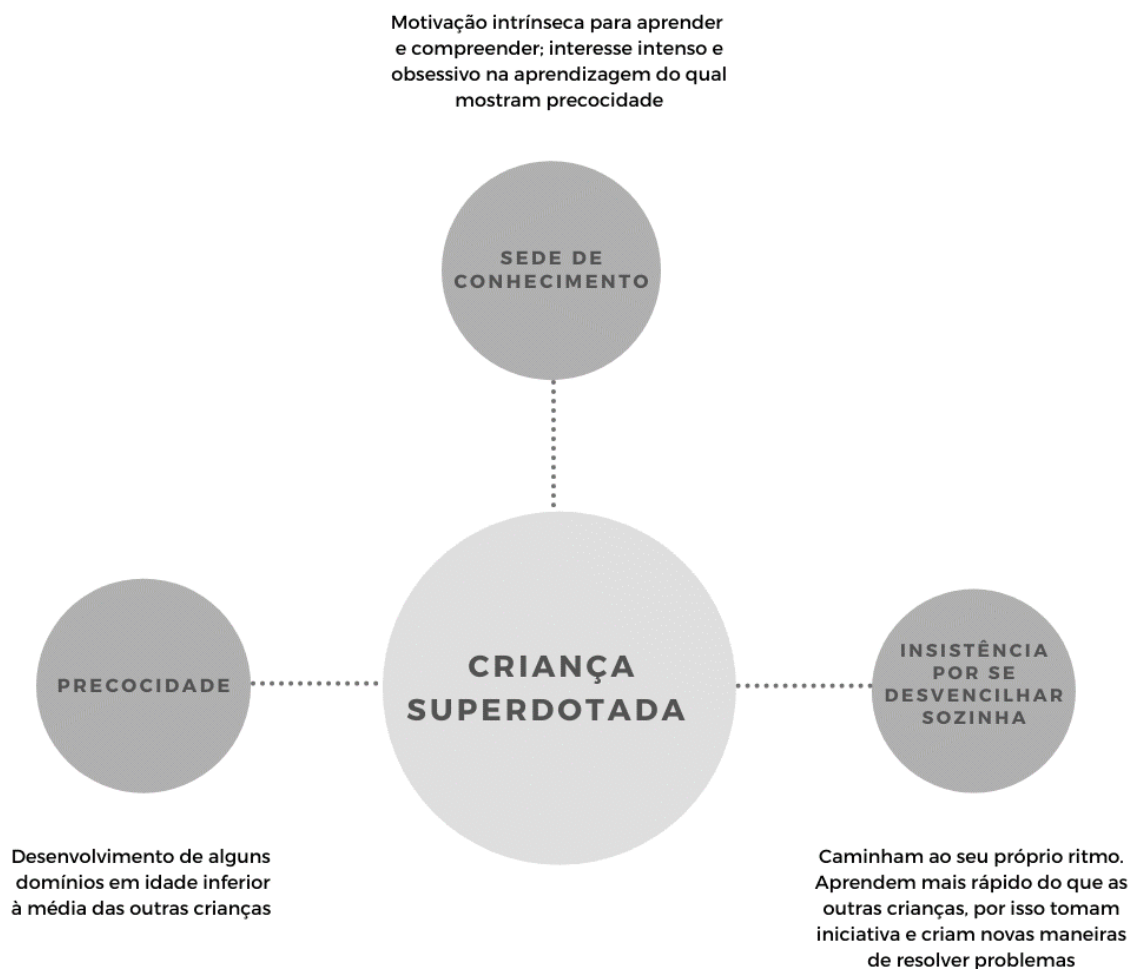 Motivação intrínseca para aprender
e compreender; interesse intenso e
obsessivo na aprendizagem do qual
mostram precocidade
SEDE DE
CONHECIMENTO
CRIANÇA
SUPERDOTADA
PRECOCIDADE
INSISTÊNCIA
POR SE
DESVENCILHAR
SOZINHA
Desenvolvimento de alguns
domínios em idade inferior
à média das outras crianças
Caminham ao seu próprio ritmo.
Aprendem mais rápido do que as
outras crianças, por isso tomam
iniciativa e criam novas maneiras
de resolver problemas